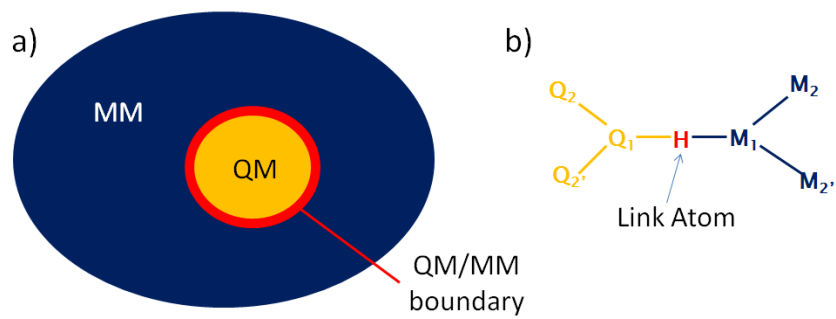 a)
MM
QM
QM/MM
boundary
b)
Q₂
Q₂'
Q₁
H
M₁
M₂
M₂'
Link Atom